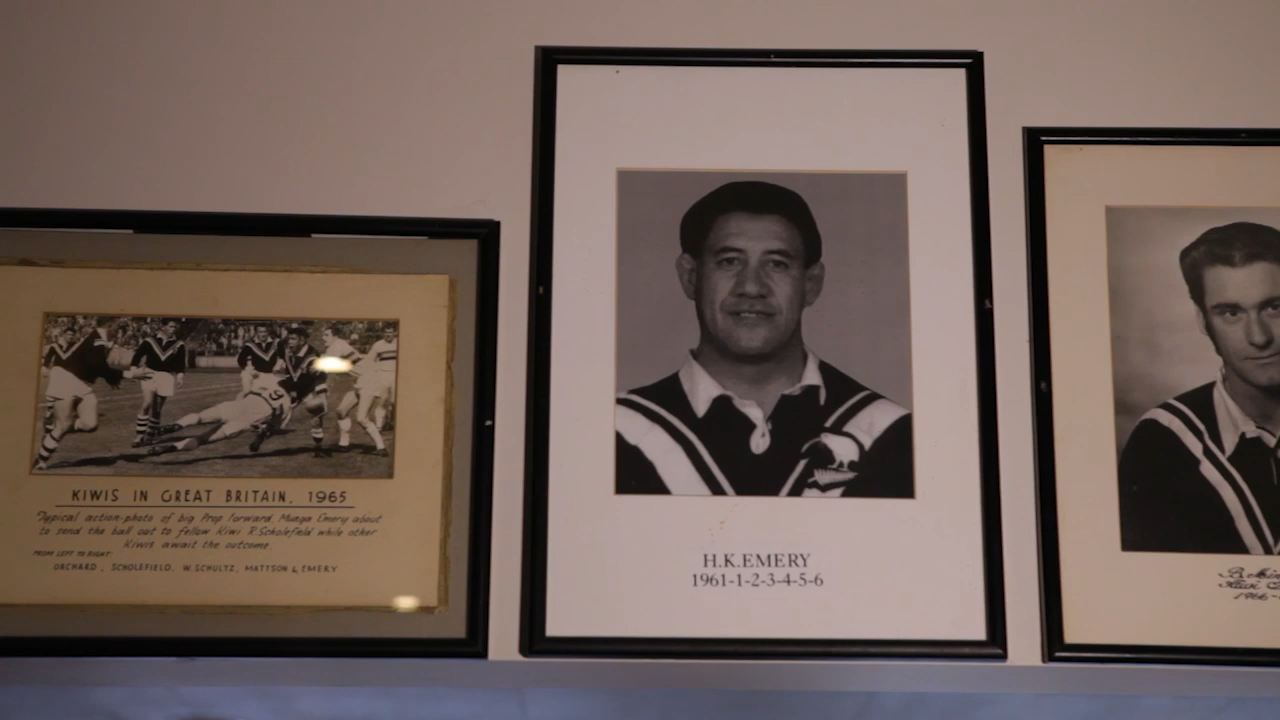 KIWIS IN GREAT BRITAIN, 1965
Typical action-photo of big Prop forward, Muaga Emery about
to send the ball out to fellow Kiwi R. Scholefield while other
Kiwis await the outcome.
FROM LEFT TO RIGHT:
ORCHARD, SCHOLEFIELD, W. SCHULTZ, MATTSON & EMERY
H.K.EMERY
1961-1-2-3-4-5-6
1966-